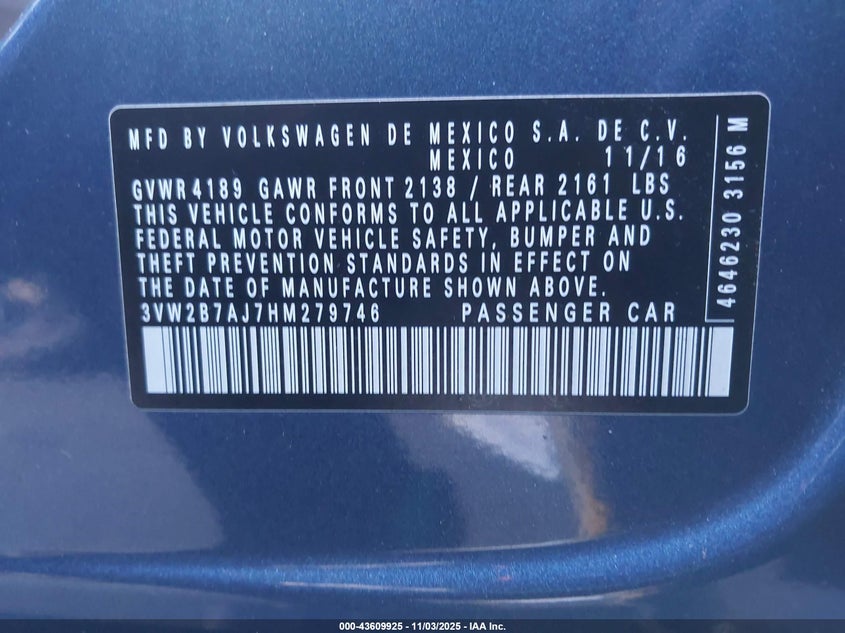 MFD BY VOLKSWAGEN DE MEXICO S.A. DE C.V.
MEXICO 11/16
GVWR 4189 GAWR FRONT 2138 / REAR 2161 LBS
THIS VEHICLE CONFORMS TO ALL APPLICABLE U.S.
FEDERAL MOTOR VEHICLE SAFETY, BUMPER AND
THEFT PREVENTION STANDARDS IN EFFECT ON
THE DATE OF MANUFACTURE SHOWN ABOVE.
3VW2B7AJ7HM279746 PASSENGER CAR
4646230 3156 M
000-43609925 - 11/03/2025 - IAA Inc.